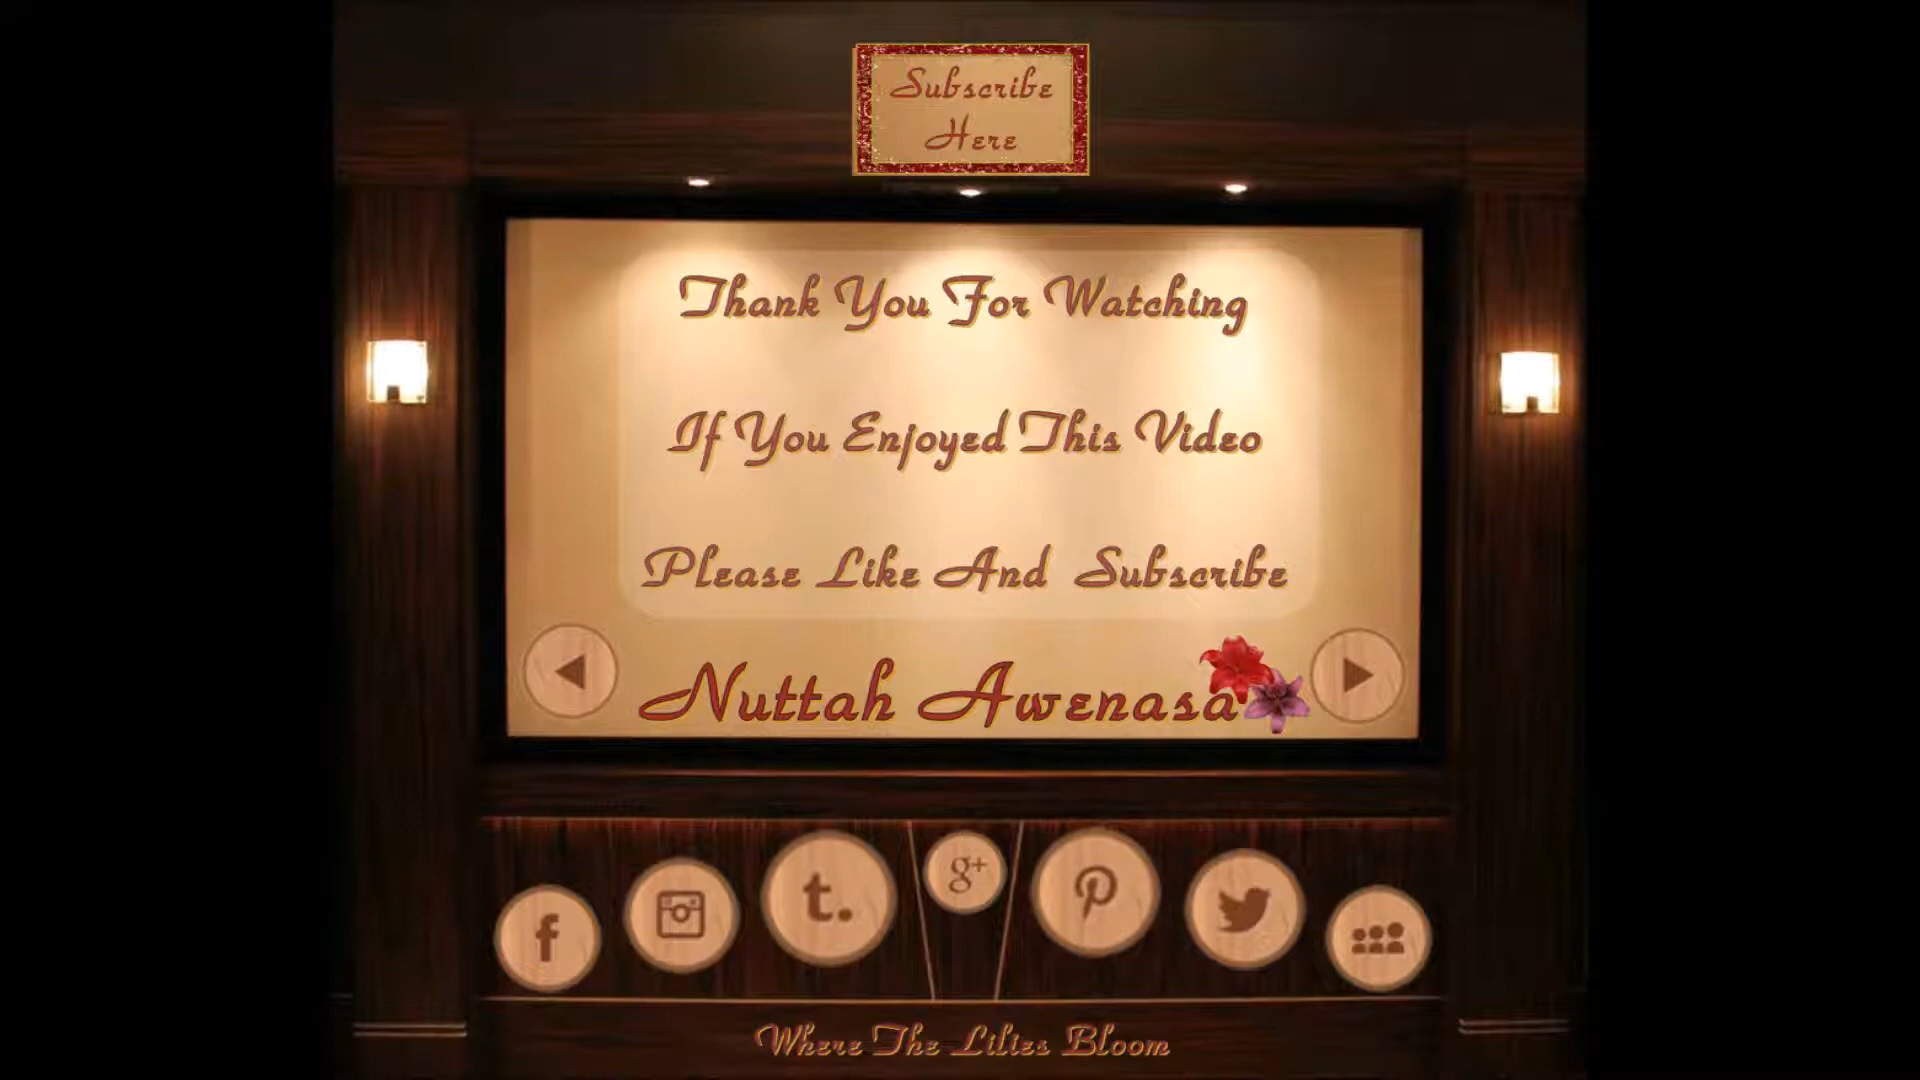 Subscribe
Here
Thank You For Watching
If You Enjoyed This Video
Please Like And Subscribe
Nuttah Awenasa
f
t.
g+
Where The Lilies Bloom